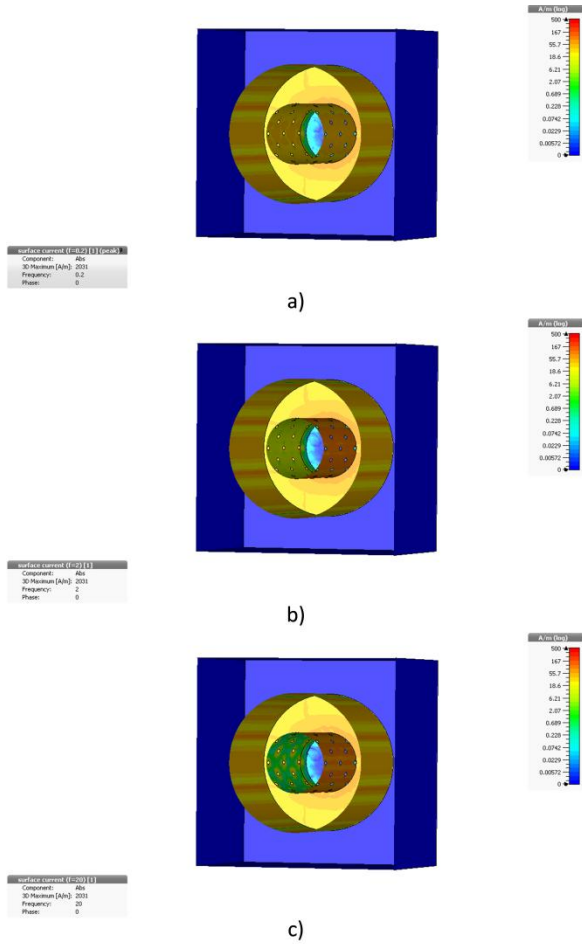 A/m (log)
500
167
55.7
18.6
6.21
2.07
0.689
0.228
0.0742
0.0229
0.00572
0
surface current (f=0.2) [1] (peak)
Component: Abs
3D Maximum [A/m]: 2031
Frequency: 0.2
Phase: 0
a)
A/m (log)
500
167
55.7
18.6
6.21
2.07
0.689
0.228
0.0742
0.0229
0.00572
0
surface current (f=2) [1]
Component: Abs
3D Maximum [A/m]: 2031
Frequency: 2
Phase: 0
b)
A/m (log)
500
167
55.7
18.6
6.21
2.07
0.689
0.228
0.0742
0.0229
0.00572
0
surface current (f=20) [1]
Component: Abs
3D Maximum [A/m]: 2031
Frequency: 20
Phase: 0
c)